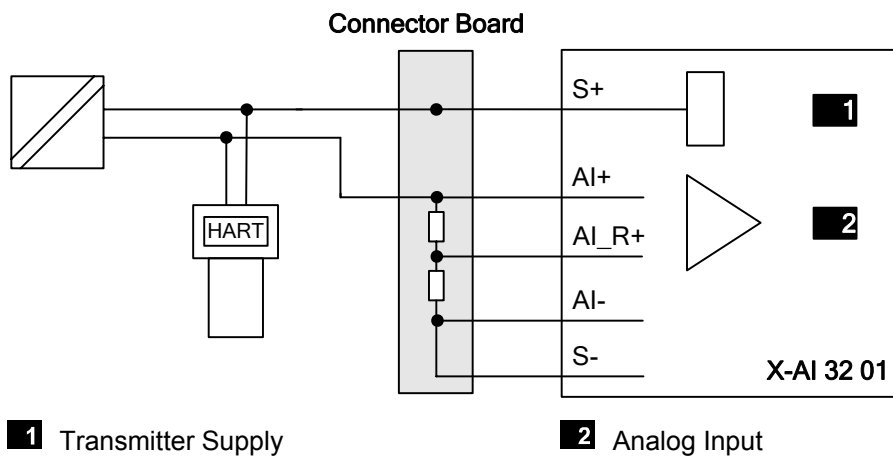 Connector Board
S+
1
AI+
2
HART
AI_R+
AI-
S-
X-AI 32 01
1 Transmitter Supply
2 Analog Input